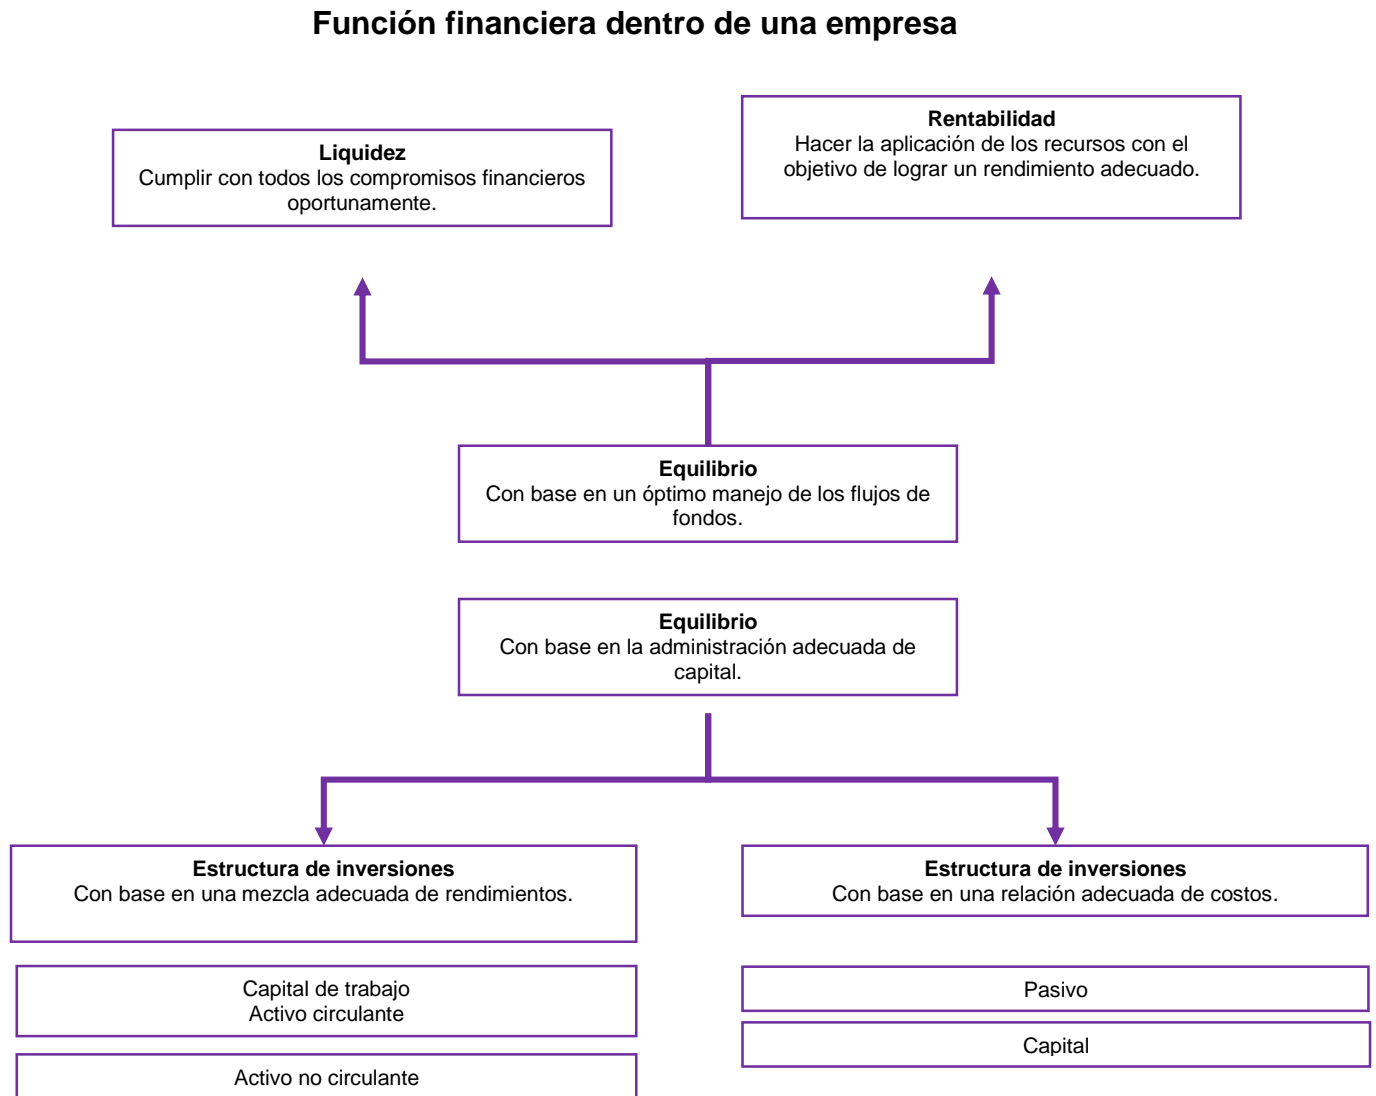 Función financiera dentro de una empresa
Liquidez
Cumplir con todos los compromisos financieros
oportunamente.
Rentabilidad
Hacer la aplicación de los recursos con el
objetivo de lograr un rendimiento adecuado.
Equilibrio
Con base en un óptimo manejo de los flujos de
fondos.
Equilibrio
Con base en la administración adecuada de
capital.
Estructura de inversiones
Con base en una mezcla adecuada de rendimientos.
Estructura de inversiones
Con base en una relación adecuada de costos.
Capital de trabajo
Activo circulante
Activo no circulante
Pasivo
Capital